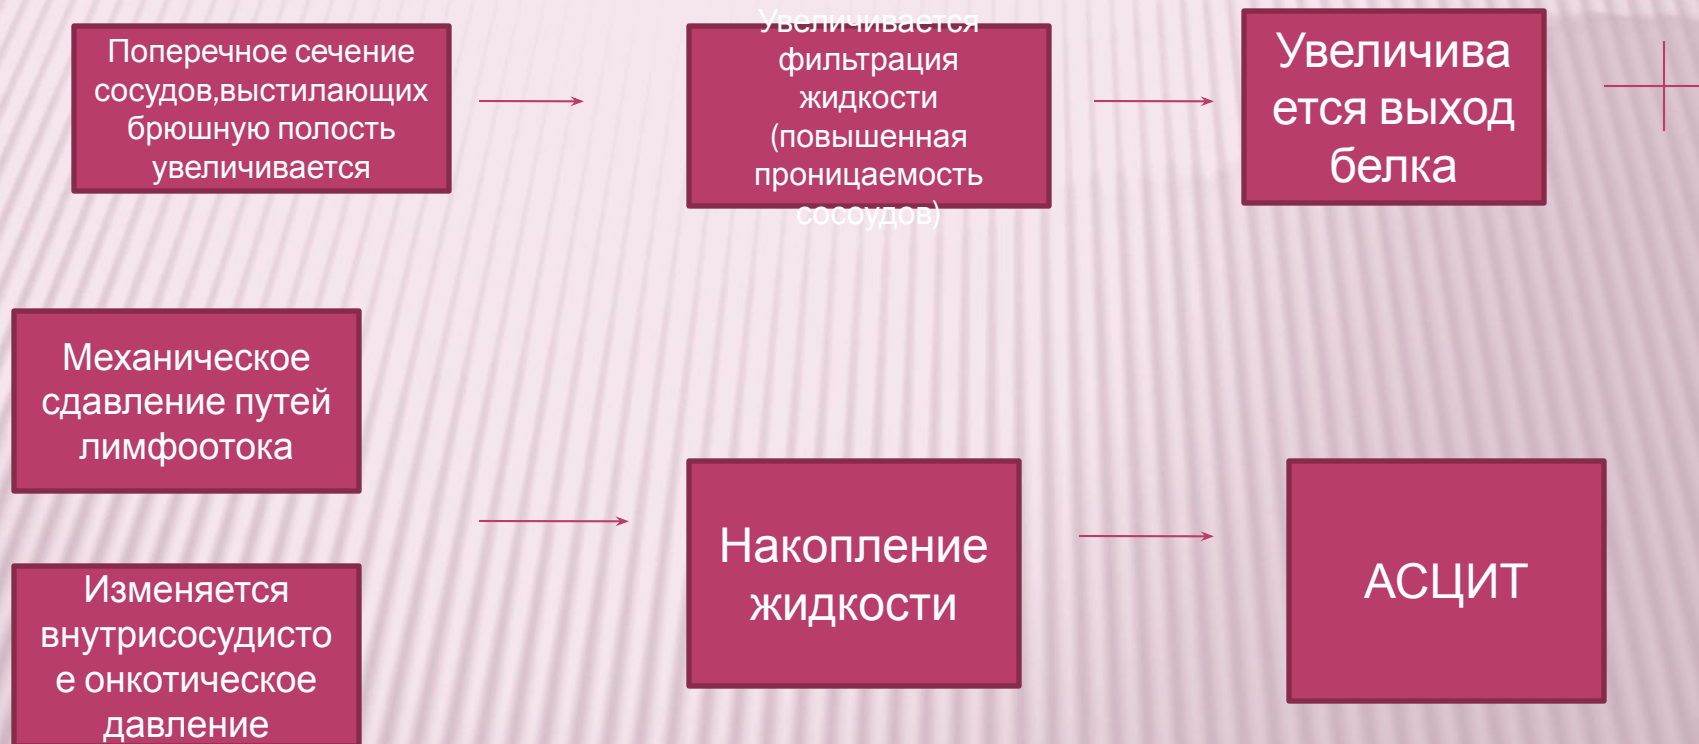 Поперечное сечение
сосудов,выстилающих
брюшную полость
увеличивается
Увеличивается
фильтрация
жидкости
(повышенная
проницаемость
сосоудов)
Увеличива
ется выход
белка
Механическое
сдавление путей
лимфоотока
Изменяется
внутрисосудисто
е онкотическое
давление
Накопление
жидкости
АСЦИТ